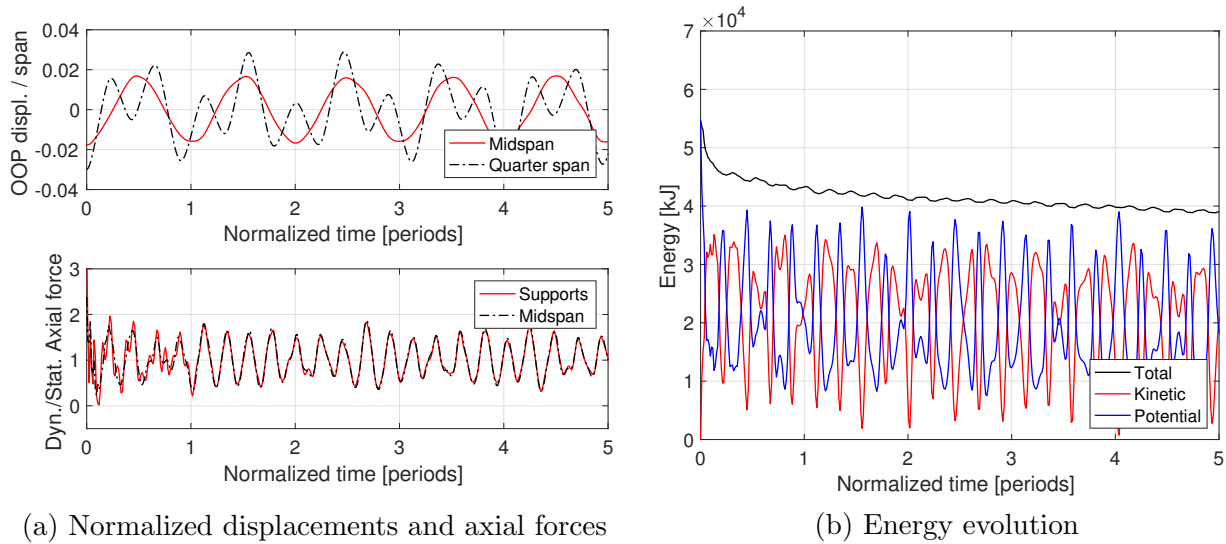 0.04
0.02
0
-0.02
-0.04
OOP displ. / span
Midspan
Quarter span
0 1 2 3 4 5
Normalized time [periods]
3
2
1
0
Dyn./Stat. Axial force
Supports
Midspan
0 1 2 3 4 5
Normalized time [periods]
(a) Normalized displacements and axial forces
×10⁴
7
6
5
4
3
2
1
0
Energy [kJ]
Total
Kinetic
Potential
0 1 2 3 4 5
Normalized time [periods]
(b) Energy evolution